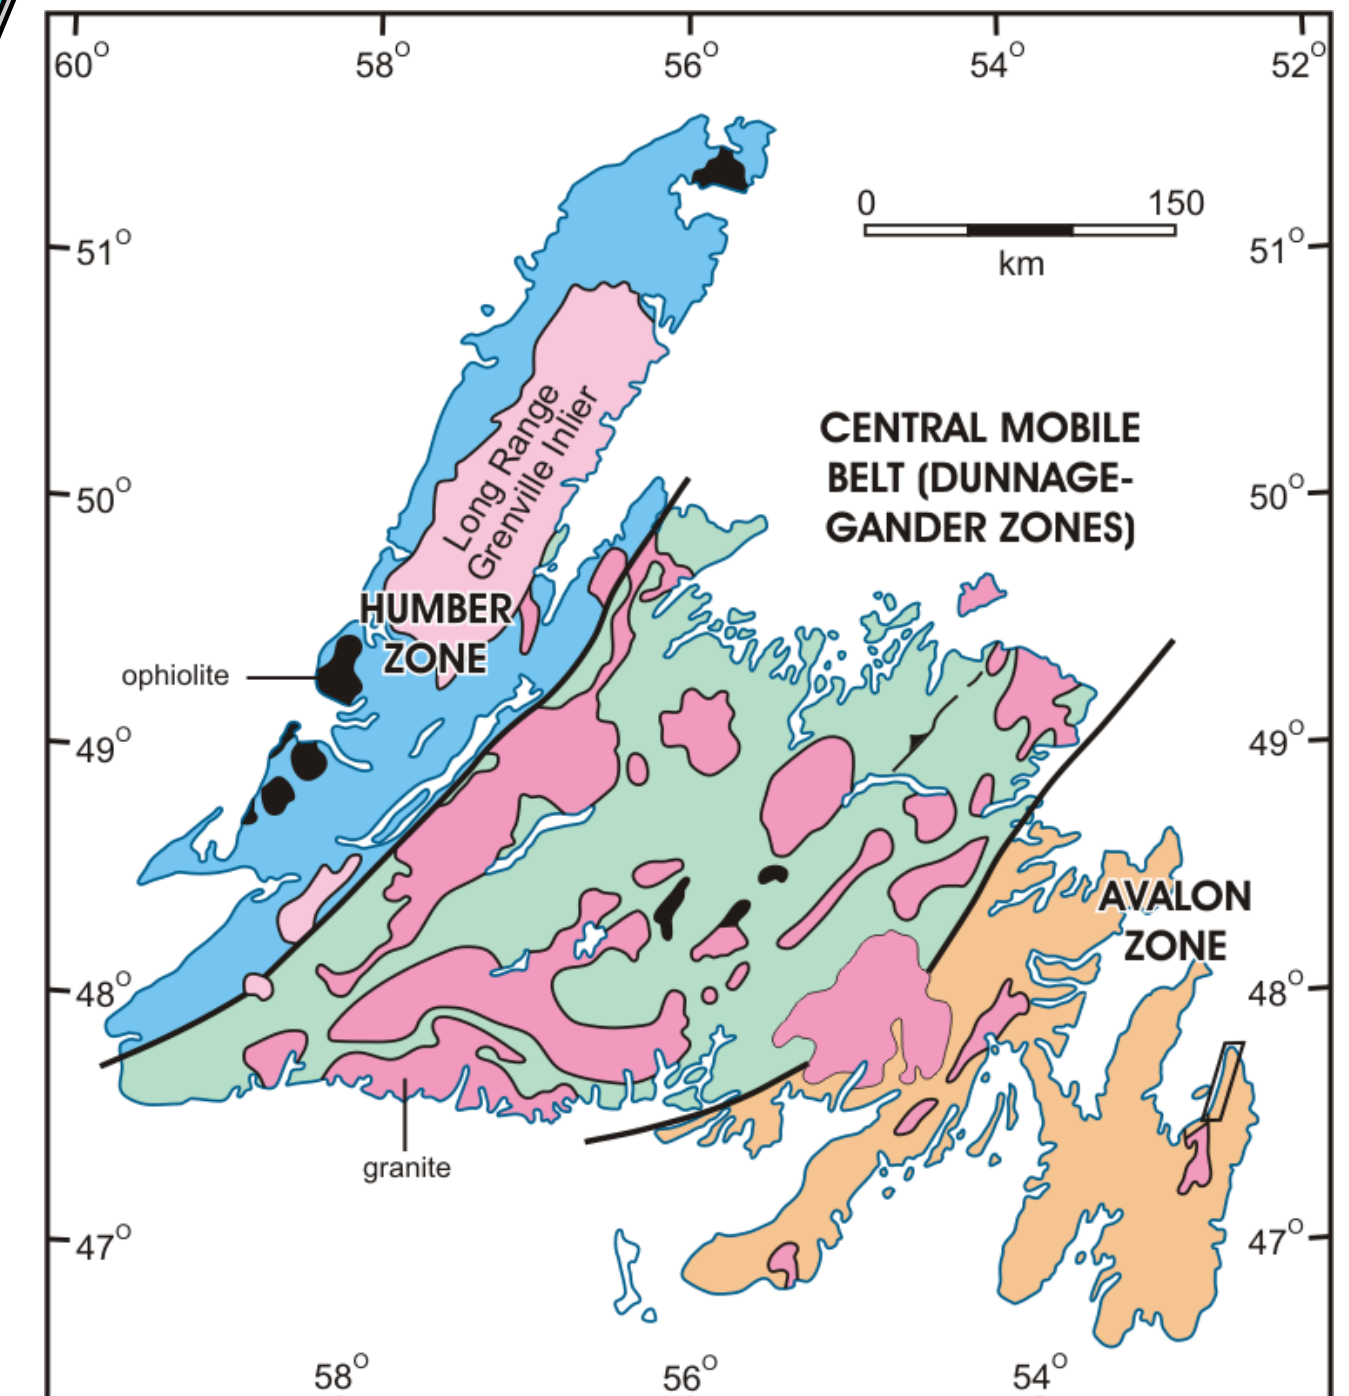 60° 58° 56° 54° 52°
0 150
km
51° 51°
Long Range
Grenville Inlier
CENTRAL MOBILE
BELT (DUNNAGE-
GANDER ZONES)
50° 50°
HUMBER
ZONE
ophiolite
49° 49°
AVALON
ZONE
48° 48°
granite
47° 47°
58° 56° 54°